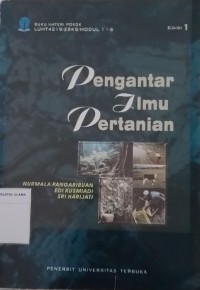 BUKU MATERI POKOK
EDISI 1
Pengantar
Ilmu
Pertanian
NURMALA PANGARIBUAN
EDI KUSMIADI
SRI HARIJATI
PENERBIT UNIVERSITAS TERBUKA